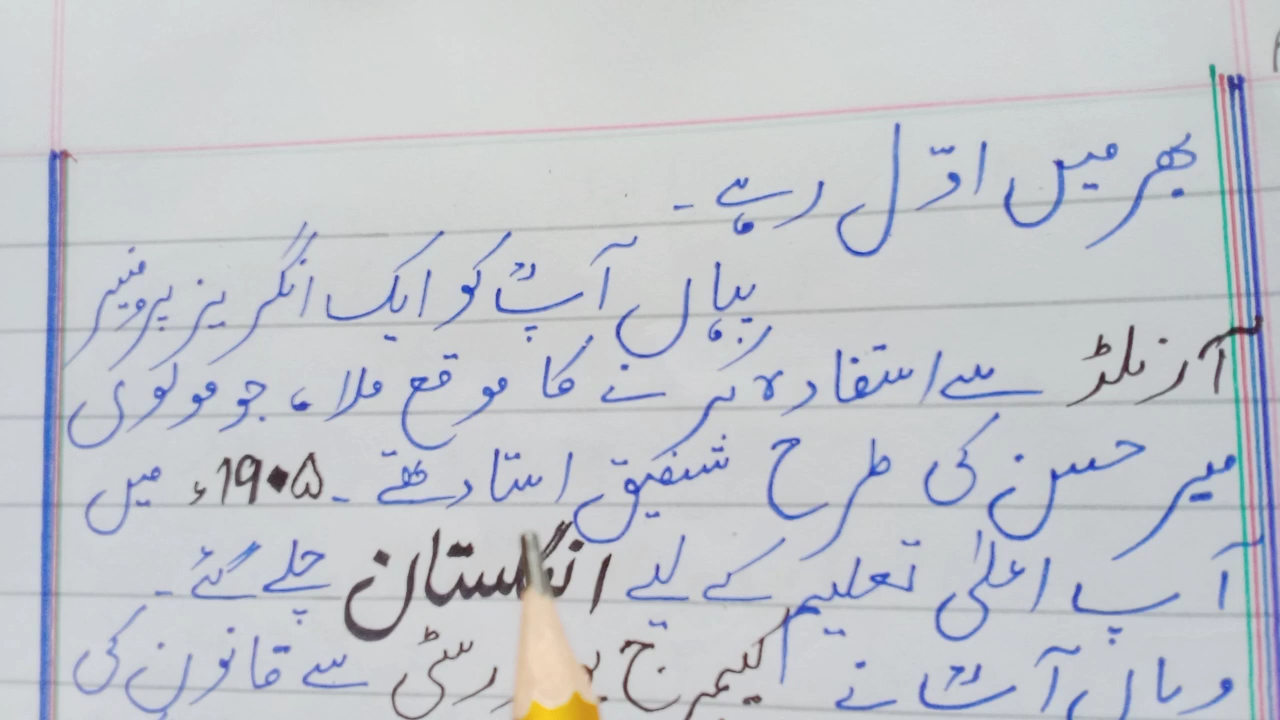 بھر میں اوّل رہے۔
یہاں آپؒ کو ایک انگریز پروفیسر
آرنلڈ سے استفادہ کرنے کا موقع ملا، جو مولوی
میر حسن کی طرح شفیق استاد تھے۔ ۱۹۰۵ء میں
آپ اعلیٰ تعلیم کے لیے انگلستان چلے گئے۔
وہاں آپؒ نے کیمرج سے قانون کی